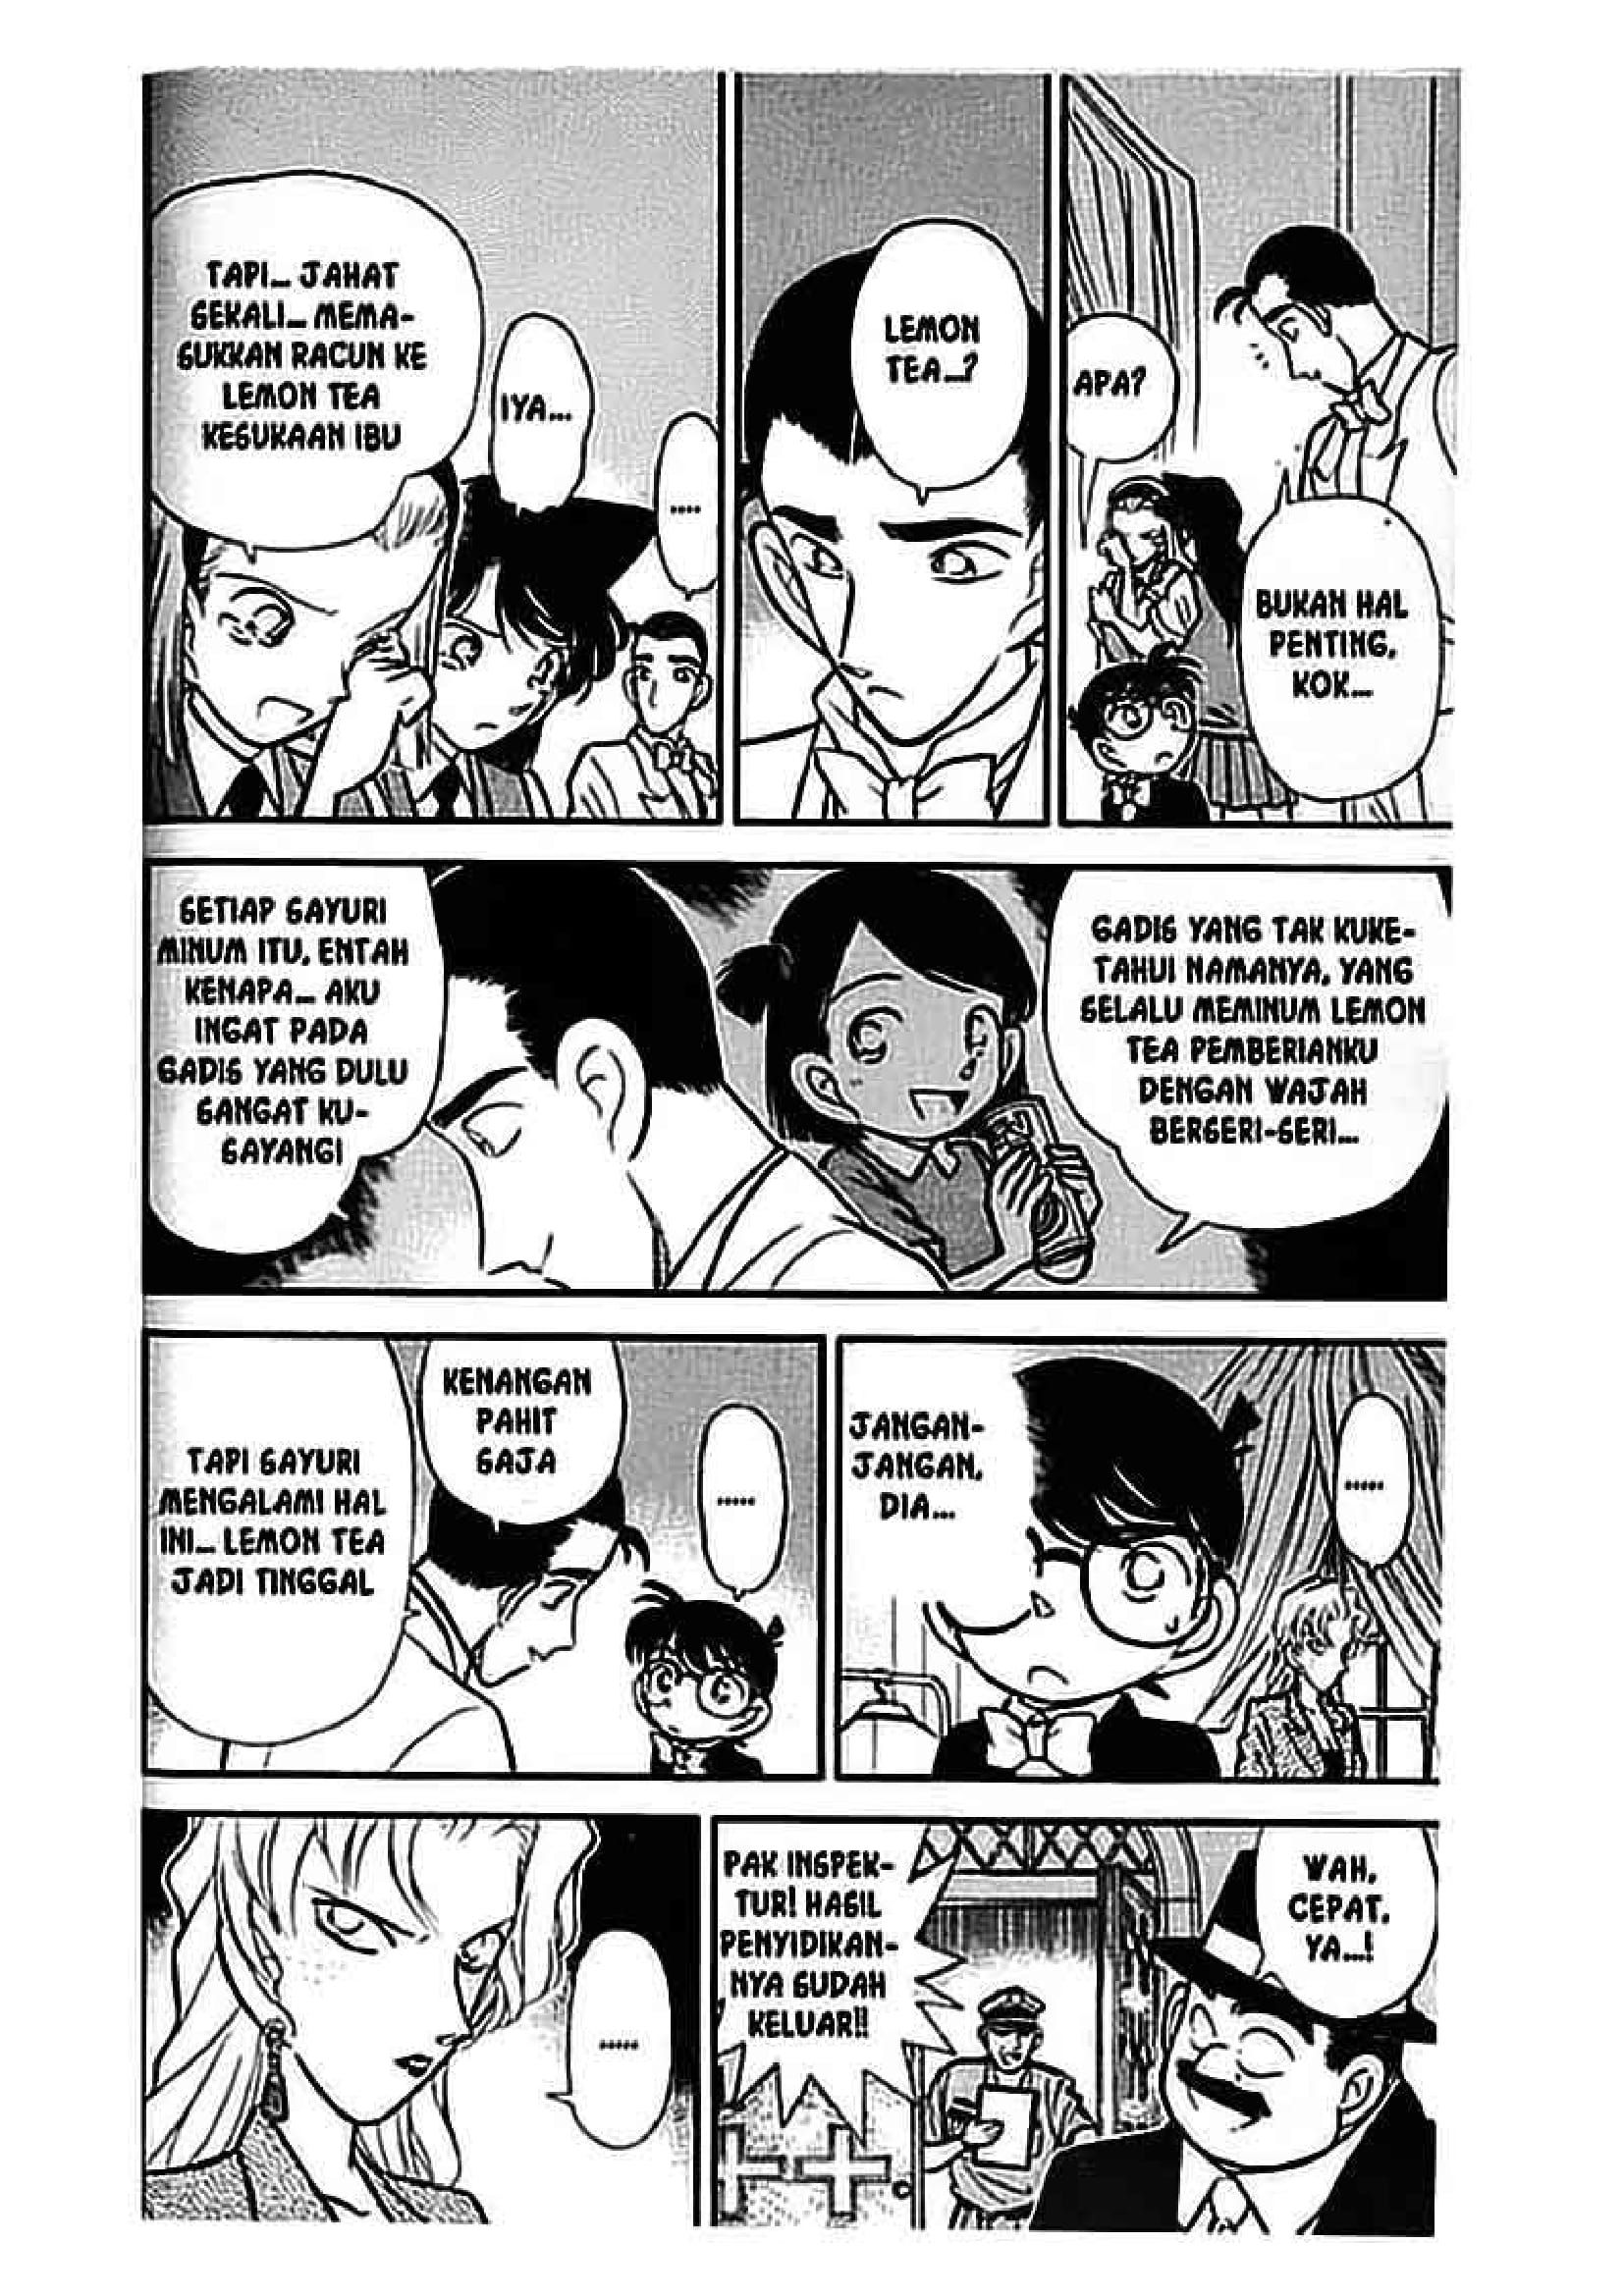 TAPI... JAHAT
SEKALI... MEMA-
SUKKAN RACUN KE
LEMON TEA
KESUKAAN IBU
IYA...
....
LEMON
TEA...?
APA?
BUKAN HAL
PENTING,
KOK...
SETIAP SAYURI
MINUM ITU, ENTAH
KENAPA... AKU
INGAT PADA
GADIS YANG DULU
SANGAT KU-
SAYANGI
GADIS YANG TAK KUKE-
TAHUI NAMANYA, YANG
SELALU MEMINUM LEMON
TEA PEMBERIANKU
DENGAN WAJAH
BERSERI-SERI...
TAPI SAYURI
MENGALAMI HAL
INI... LEMON TEA
JADI TINGGAL
KENANGAN
PAHIT
SAJA
.....
JANGAN-
JANGAN,
DIA...
.....
.....
PAK INSPEK-
TUR! HASIL
PENYIDIKAN-
NYA SUDAH
KELUAR!!
WAH,
CEPAT,
YA...!